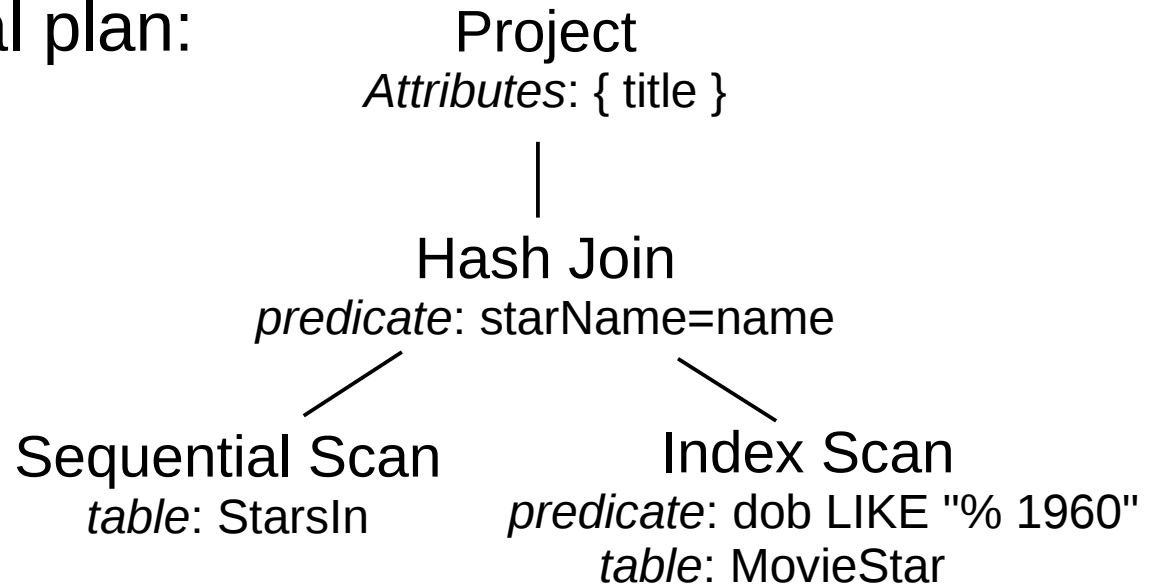 al plan:
Project
Attributes: { title }
Hash Join
predicate: starName=name
Sequential Scan
table: StarsIn
Index Scan
predicate: dob LIKE "% 1960"
table: MovieStar